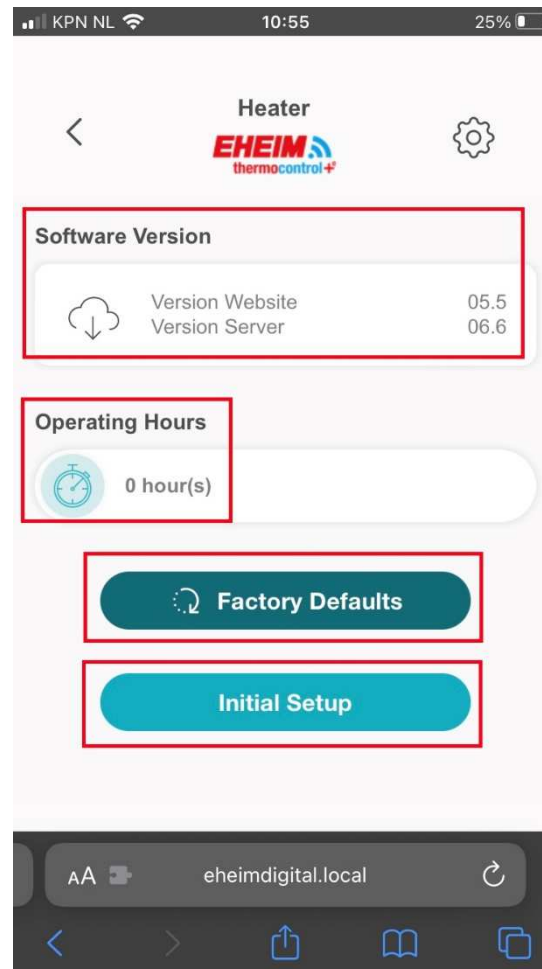 KPN NL 10:55 25%
Heater
EHEIM
thermocontrol+e
Software Version
Version Website 05.5
Version Server 06.6
Operating Hours
0 hour(s)
Factory Defaults
Initial Setup
AA eheimdigital.local